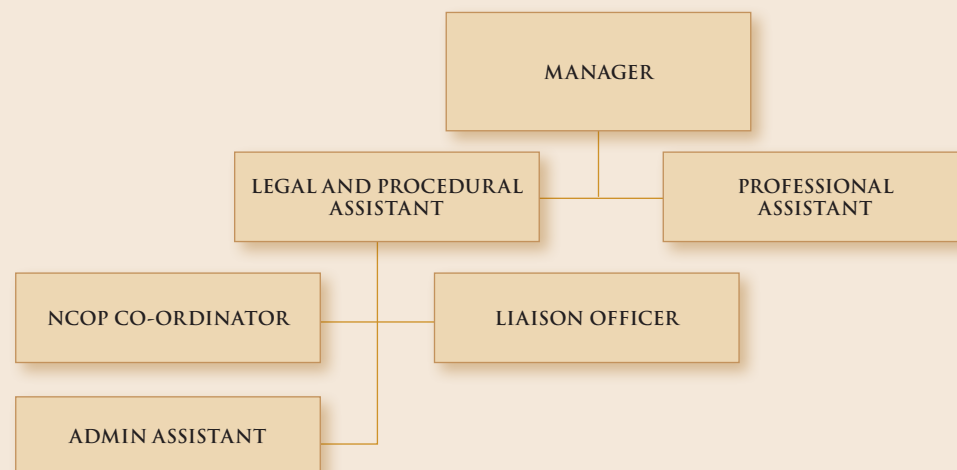 MANAGER
LEGAL AND PROCEDURAL
ASSISTANT
PROFESSIONAL
ASSISTANT
NCOP CO-ORDINATOR
LIAISON OFFICER
ADMIN ASSISTANT